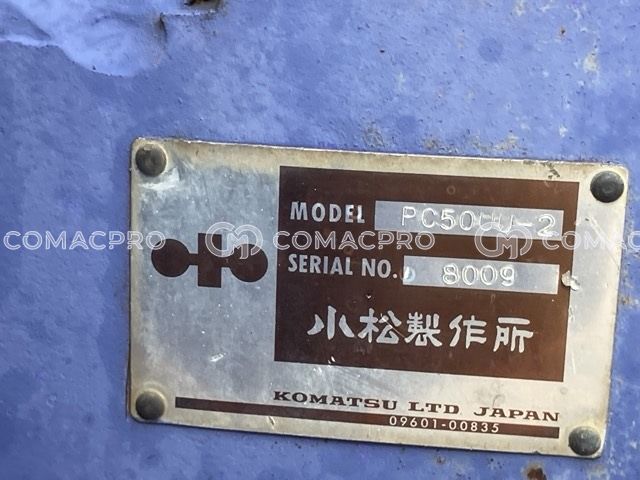 MODEL PC50UU-2
COMACPRO COMACPRO COMACPRO
SERIAL NO. 8009
小松製作所
KOMATSU LTD JAPAN
09601-00835